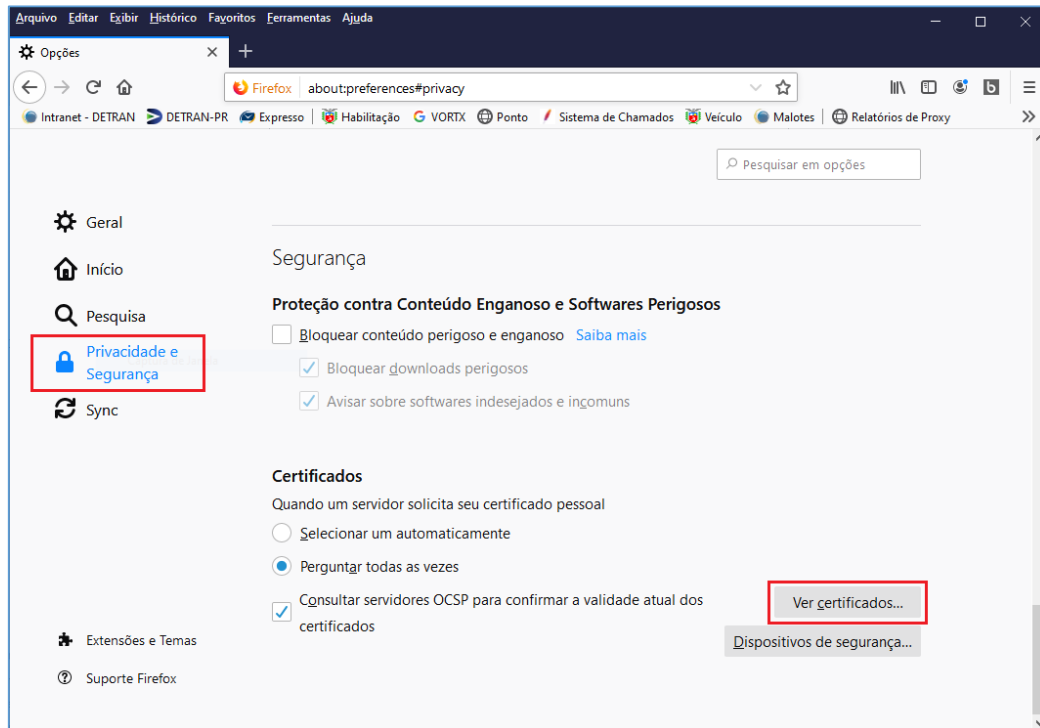 Arquivo Editar Exibir Histórico Favoritos Ferramentas Ajuda
Opções
Firefox about:preferences#privacy
Intranet - DETRAN DETRAN-PR Expresso Habilitação VORTX Ponto Sistema de Chamados Veículo Malotes Relatórios de Proxy
Pesquisar em opções
Geral
Início
Pesquisa
Privacidade e
Segurança
Sync
Extensões e Temas
Suporte Firefox
Segurança
Proteção contra Conteúdo Enganoso e Softwares Perigosos
Bloquear conteúdo perigoso e enganoso Saiba mais
Bloquear downloads perigosos
Avisar sobre softwares indesejados e incomuns
Certificados
Quando um servidor solicita seu certificado pessoal
Selecionar um automaticamente
Perguntar todas as vezes
Consultar servidores OCSP para confirmar a validade atual dos
certificados
Ver certificados...
Dispositivos de segurança...